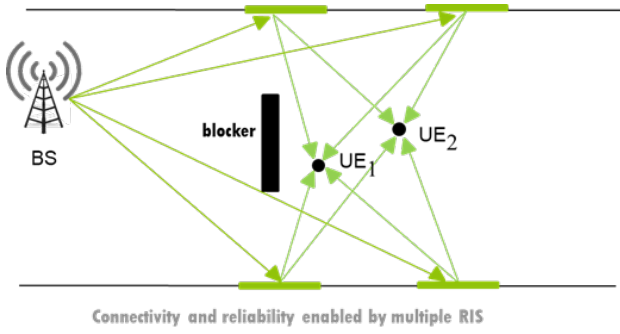 blocker
BS
UE1
UE2
Connectivity and reliability enabled by multiple RIS